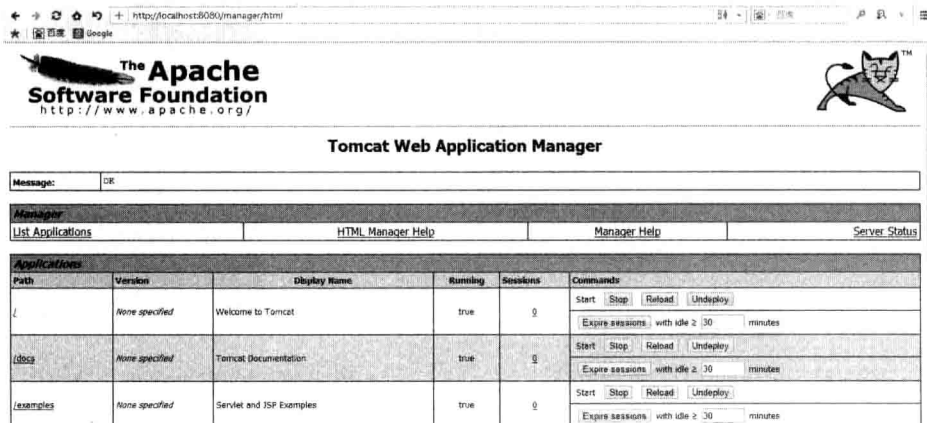 http://localhost:8080/manager/html
百度 Google
The Apache
Software Foundation
http://www.apache.org/
TM
Tomcat Web Application Manager
Message: OK
Manager
List Applications HTML Manager Help Manager Help Server Status
Applications
Path Version Display Name Running Sessions Commands
/ None specified Welcome to Tomcat true 0 Start Stop Reload Undeploy
Expire sessions with idle ≥ 30 minutes
/docs None specified Tomcat Documentation true 0 Start Stop Reload Undeploy
Expire sessions with idle ≥ 30 minutes
/examples None specified Servlet and JSP Examples true 0 Start Stop Reload Undeploy
Expire sessions with idle ≥ 30 minutes